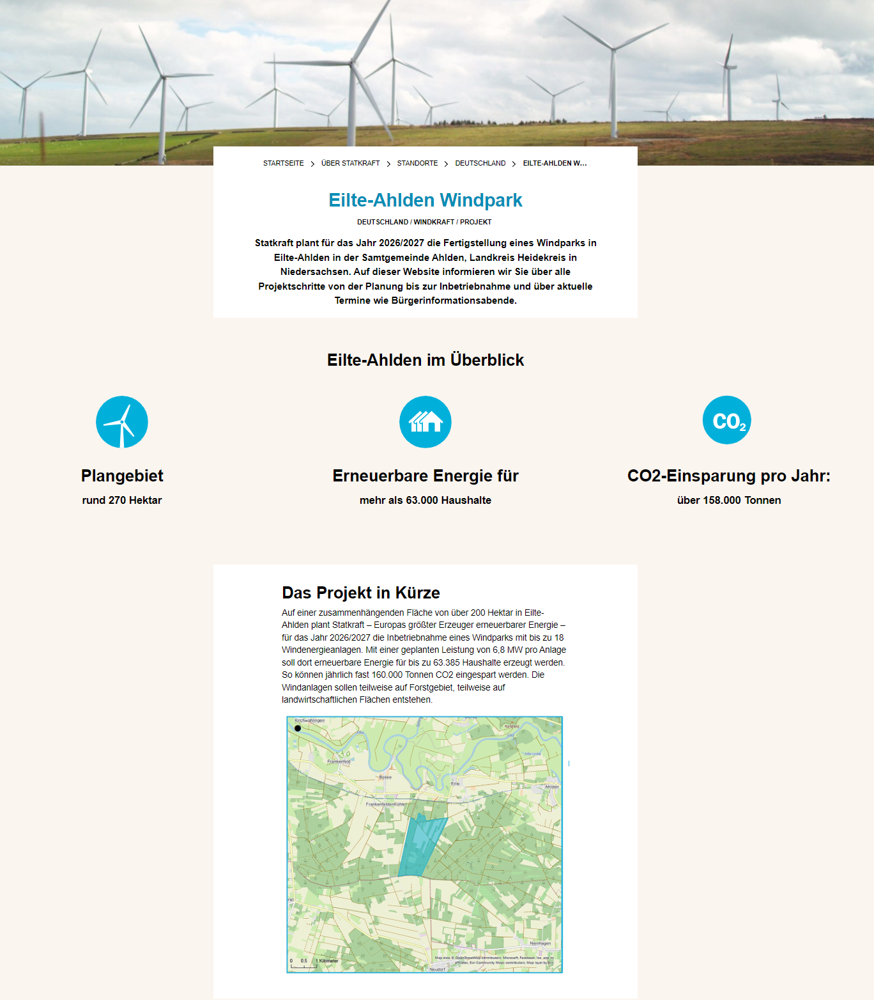 STARTSEITE > ÜBER STATKRAFT > STANDORTE > DEUTSCHLAND > EILTE-AHLDEN W...
Eilte-Ahlden Windpark
DEUTSCHLAND / WINDKRAFT / PROJEKT
Statkraft plant für das Jahr 2026/2027 die Fertigstellung eines Windparks in
Eilte-Ahlden in der Samtgemeinde Ahlden, Landkreis Heidekreis in
Niedersachsen. Auf dieser Website informieren wir Sie über alle
Projektschritte von der Planung bis zur Inbetriebnahme und über aktuelle
Termine wie Bürgerinformationsabende.
Eilte-Ahlden im Überblick
CO2
Plangebiet
rund 270 Hektar
Erneuerbare Energie für
mehr als 63.000 Haushalte
CO2-Einsparung pro Jahr:
über 158.000 Tonnen
Das Projekt in Kürze
Auf einer zusammenhängenden Fläche von über 200 Hektar in Eilte-
Ahlden plant Statkraft – Europas größter Erzeuger erneuerbarer Energie –
für das Jahr 2026/2027 die Inbetriebnahme eines Windparks mit bis zu 18
Windenergieanlagen. Mit einer geplanten Leistung von 6,8 MW pro Anlage
soll dort erneuerbare Energie für bis zu 63.385 Haushalte erzeugt werden.
So können jährlich fast 160.000 Tonnen CO2 eingespart werden. Die
Windanlagen sollen teilweise auf Forstgebiet, teilweise auf
landwirtschaftlichen Flächen entstehen.
Kirchwahlingen
Aller
Alle-Leine
Frankenfeld
Bosse
Eilte
Ahlden
Frankenfeldermühle
Nienhagen
0 0.5 1 Kilometer
Map data © OpenStreetMap contributors, Microsoft, Facebook, Inc. and its
affiliates, Esri Community Maps contributors, Map layer by Esri
Neudorf